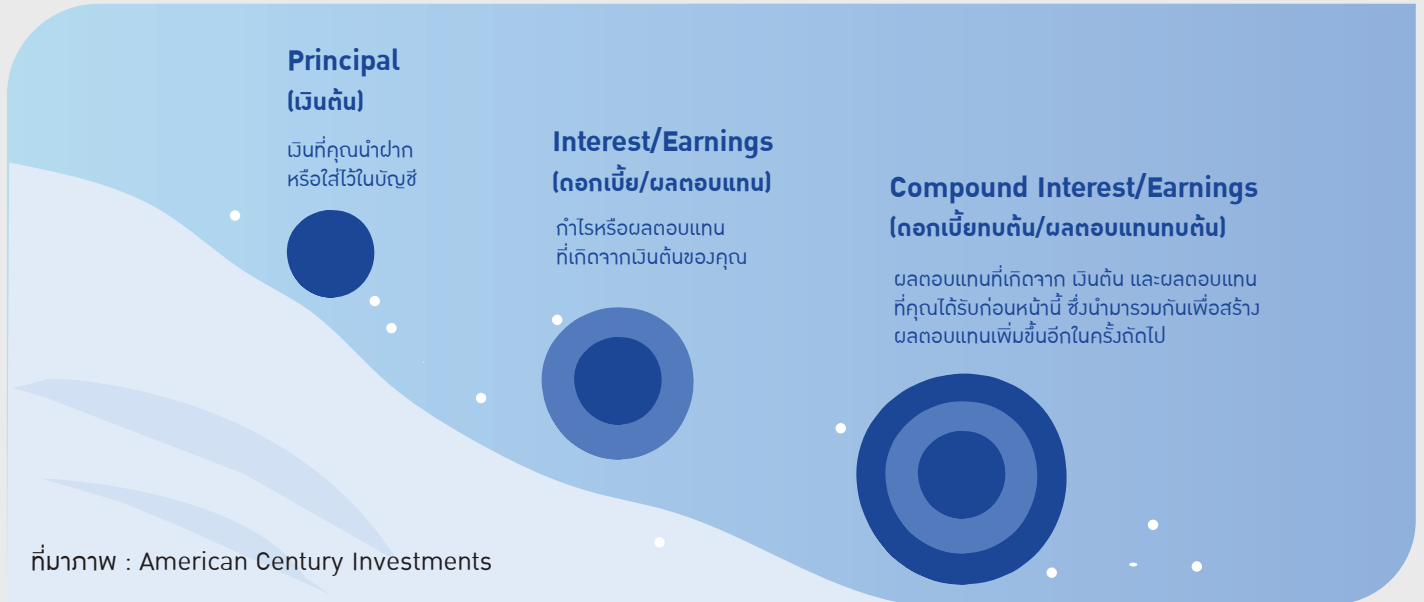 Principal
(เงินต้น)
เงินที่คุณนำฝาก
หรือใส่ไว้ในบัญชี
Interest/Earnings
(ดอกเบี้ย/ผลตอบแทน)
กำไรหรือผลตอบแทน
ที่เกิดจากเงินต้นของคุณ
Compound Interest/Earnings
(ดอกเบี้ยทบต้น/ผลตอบแทนทบต้น)
ผลตอบแทนที่เกิดจาก เงินต้น และผลตอบแทน
ที่คุณได้รับก่อนหน้านี้ ซึ่งนำมารวมกันเพื่อสร้าง
ผลตอบแทนเพิ่มขึ้นอีกในครั้งถัดไป
ที่มาภาพ : American Century Investments